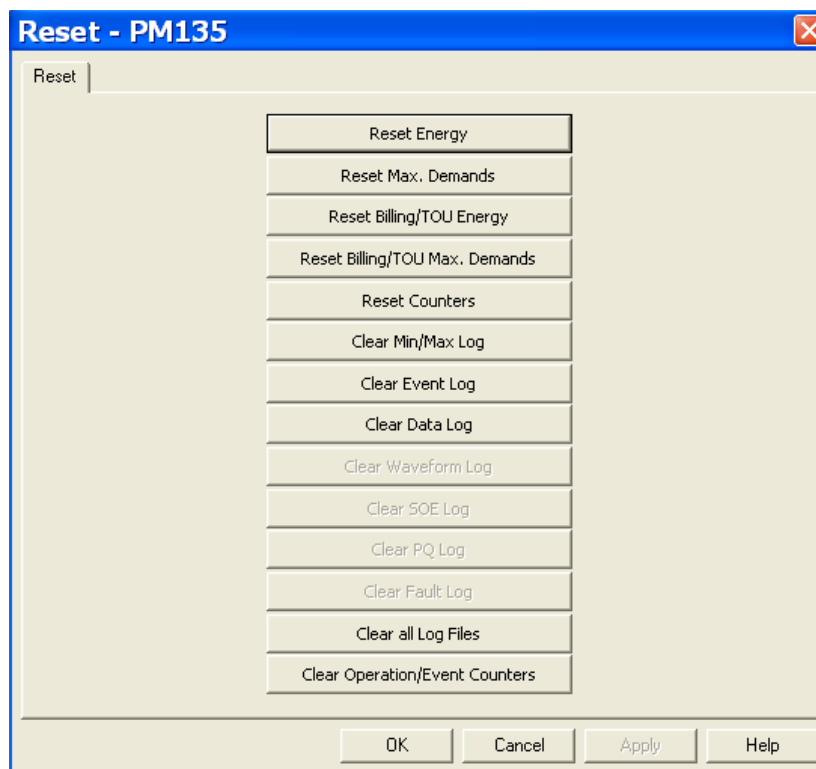 Reset - PM135
Reset
Reset Energy
Reset Max. Demands
Reset Billing/TOU Energy
Reset Billing/TOU Max. Demands
Reset Counters
Clear Min/Max Log
Clear Event Log
Clear Data Log
Clear Waveform Log
Clear SOE Log
Clear PQ Log
Clear Fault Log
Clear all Log Files
Clear Operation/Event Counters
OK Cancel Apply Help